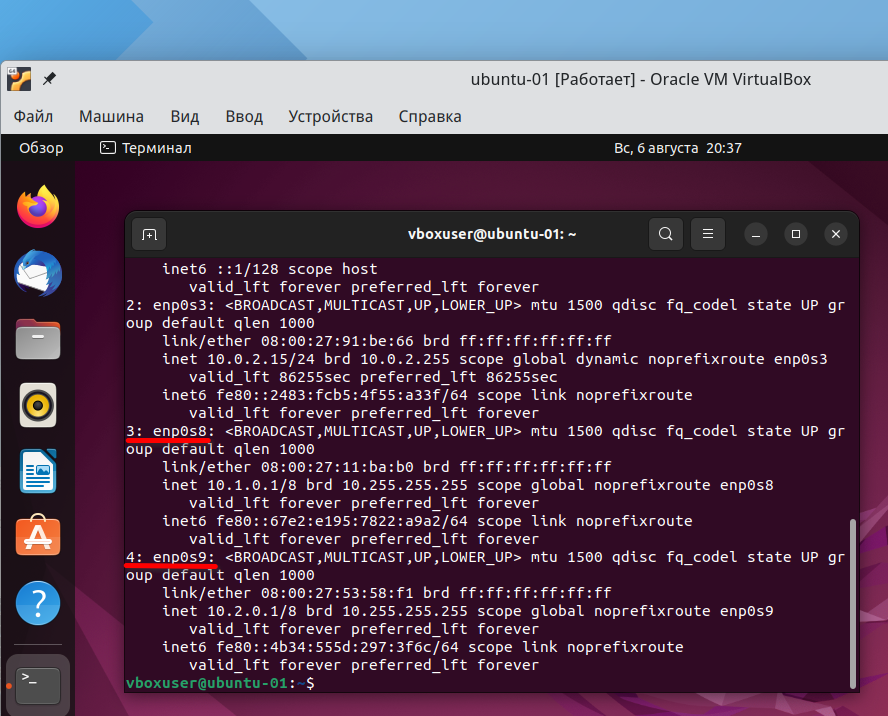 ubuntu-01 [Работает] - Oracle VM VirtualBox
Файл Машина Вид Ввод Устройства Справка
Обзор Терминал Вс, 6 августа 20:37
vboxuser@ubuntu-01: ~
inet6 ::1/128 scope host
valid_lft forever preferred_lft forever
2: enp0s3: <BROADCAST,MULTICAST,UP,LOWER_UP> mtu 1500 qdisc fq_codel state UP gr
oup default qlen 1000
link/ether 08:00:27:91:be:66 brd ff:ff:ff:ff:ff:ff
inet 10.0.2.15/24 brd 10.0.2.255 scope global dynamic noprefixroute enp0s3
valid_lft 86255sec preferred_lft 86255sec
inet6 fe80::2483:fcb5:4f55:a33f/64 scope link noprefixroute
valid_lft forever preferred_lft forever
3: enp0s8: <BROADCAST,MULTICAST,UP,LOWER_UP> mtu 1500 qdisc fq_codel state UP gr
oup default qlen 1000
link/ether 08:00:27:11:ba:b0 brd ff:ff:ff:ff:ff:ff
inet 10.1.0.1/8 brd 10.255.255.255 scope global noprefixroute enp0s8
valid_lft forever preferred_lft forever
inet6 fe80::67e2:e195:7822:a9a2/64 scope link noprefixroute
valid_lft forever preferred_lft forever
4: enp0s9: <BROADCAST,MULTICAST,UP,LOWER_UP> mtu 1500 qdisc fq_codel state UP gr
oup default qlen 1000
link/ether 08:00:27:53:58:f1 brd ff:ff:ff:ff:ff:ff
inet 10.2.0.1/8 brd 10.255.255.255 scope global noprefixroute enp0s9
valid_lft forever preferred_lft forever
inet6 fe80::4b34:555d:297:3f6c/64 scope link noprefixroute
valid_lft forever preferred_lft forever
vboxuser@ubuntu-01:~$